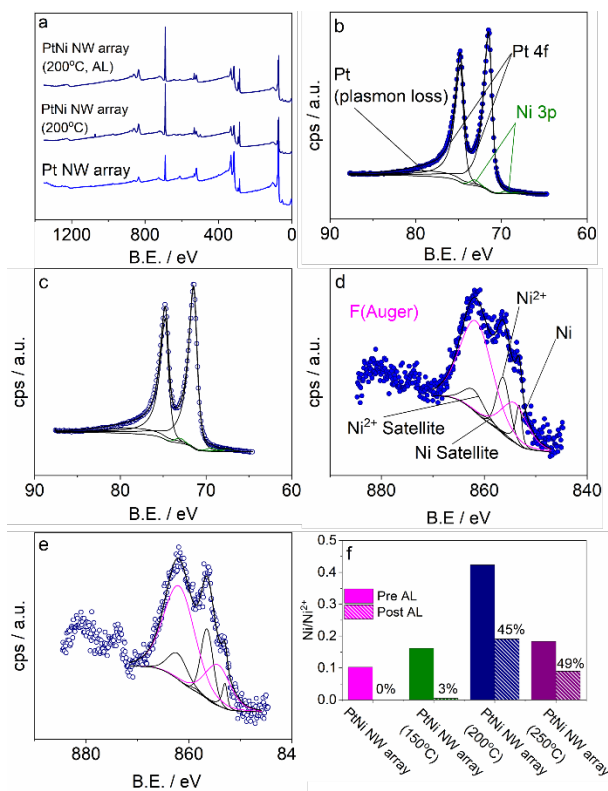 a
PtNi NW array
(200°C, AL)
PtNi NW array
(200°C)
Pt NW array
1200
800
400
0
B.E. / eV
b
cps / a.u.
Pt
(plasmon loss)
Pt 4f
Ni 3p
90
80
70
60
B.E. / eV
c
cps / a.u.
90
80
70
60
B.E. / eV
d
cps / a.u.
F(Auger)
Ni²⁺
Ni
Ni²⁺ Satellite
Ni Satellite
880
860
840
B.E / eV
e
cps / a.u.
880
860
84
B.E. / eV
f
Ni/Ni²⁺
0.5
0.4
0.3
0.2
0.1
0.0
Pre AL
Post AL
0%
3%
45%
49%
PtNi NW array
PtNi NW array
(150°C)
PtNi NW array
(200°C)
PtNi NW array
(250°C)